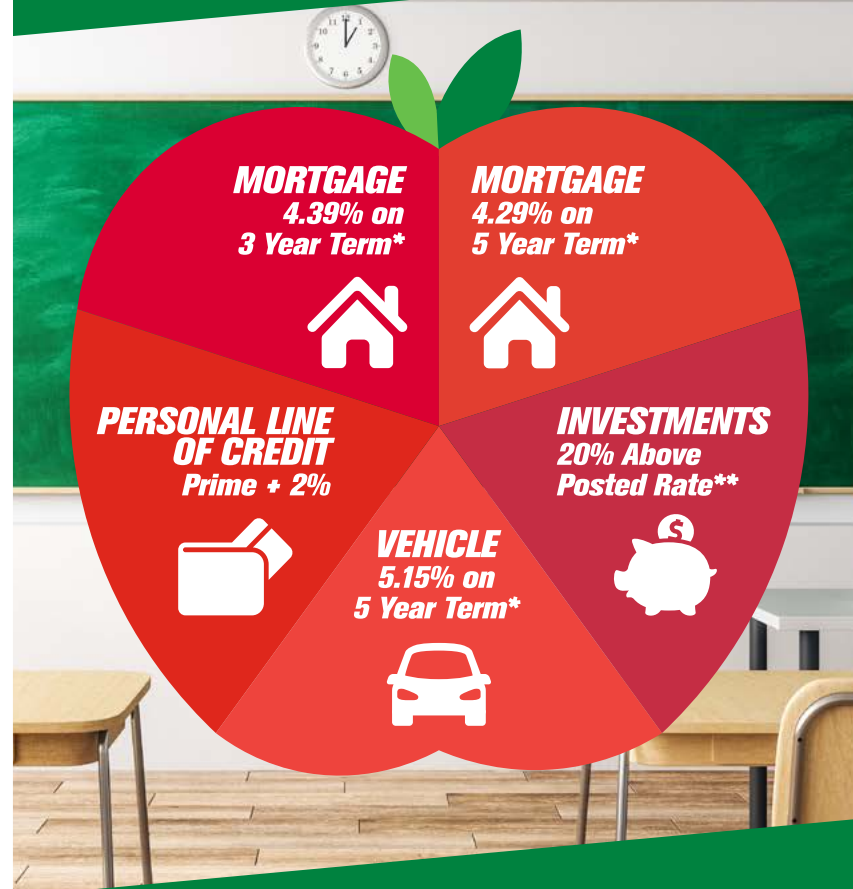 MORTGAGE
4.39% on
3 Year Term*
MORTGAGE
4.29% on
5 Year Term*
PERSONAL LINE
OF CREDIT
Prime + 2%
INVESTMENTS
20% Above
Posted Rate**
VEHICLE
5.15% on
5 Year Term*
$